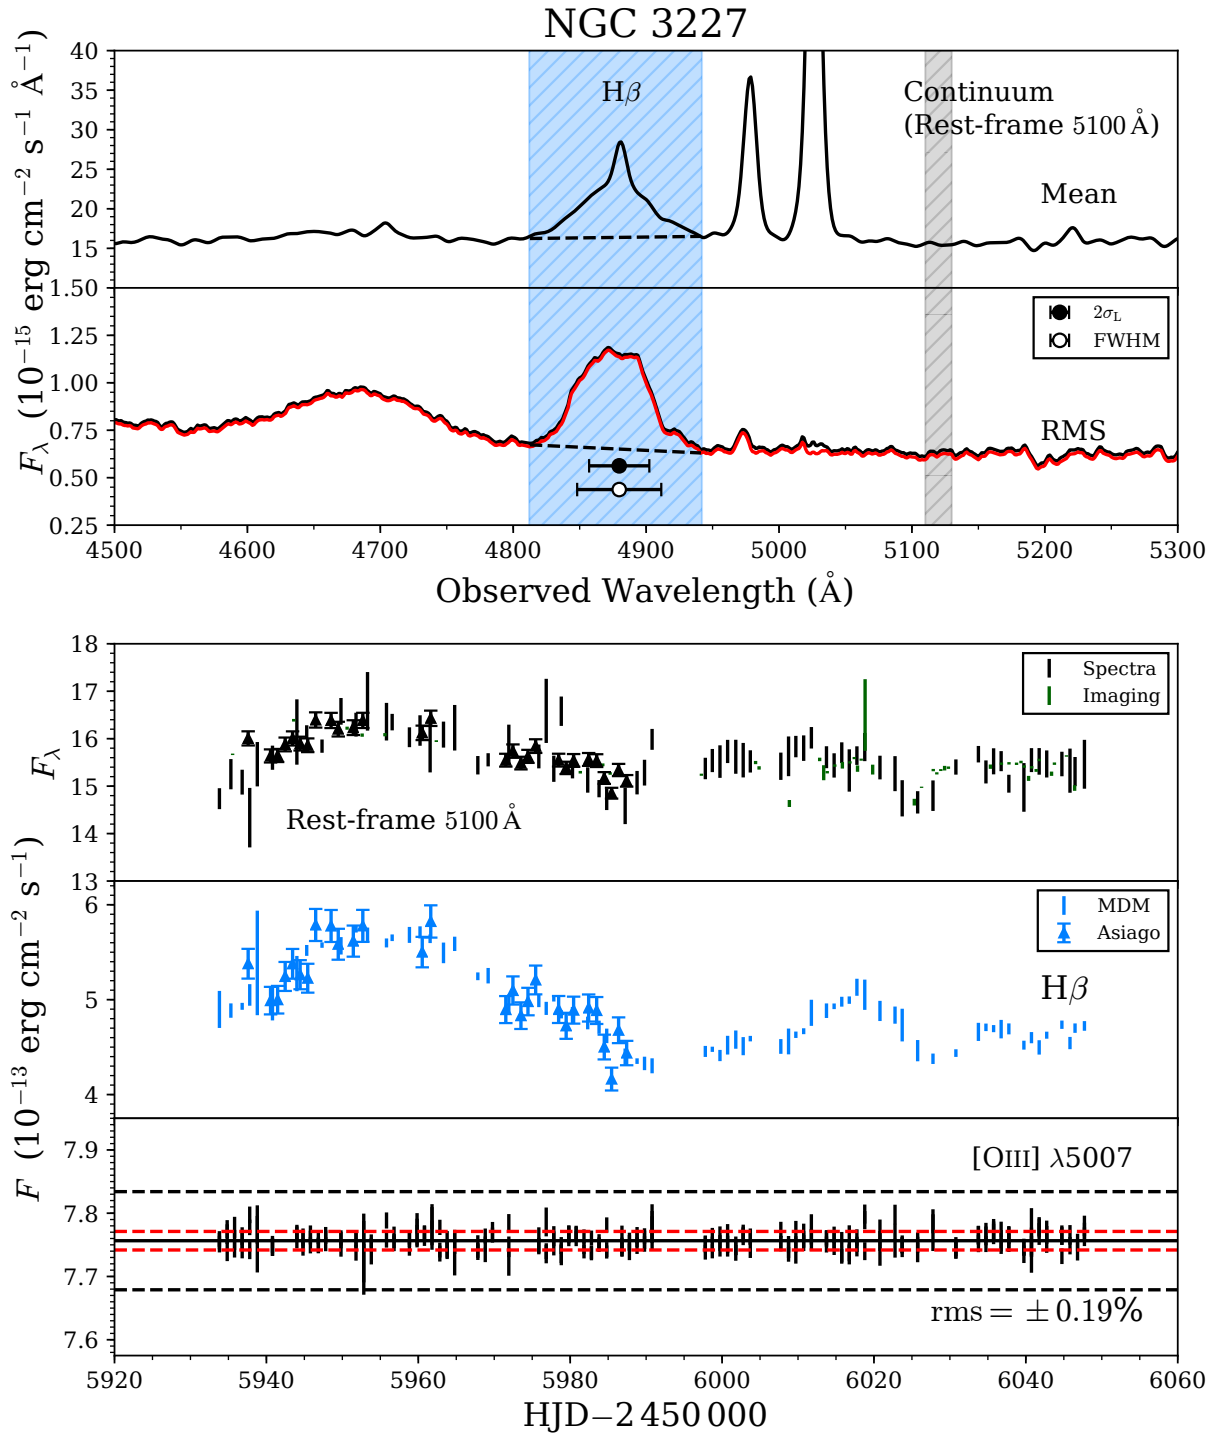 NGC 3227
F_λ (10⁻¹⁵ erg cm⁻² s⁻¹ Å⁻¹)
40
35
30
25
20
15
Hβ
Continuum
(Rest-frame 5100 Å)
Mean
1.50
1.25
1.00
0.75
0.50
0.25
2σ_L
FWHM
RMS
4500 4600 4700 4800 4900 5000 5100 5200 5300
Observed Wavelength (Å)
F_λ
18
17
16
15
14
13
Spectra
Imaging
Rest-frame 5100 Å
F (10⁻¹³ erg cm⁻² s⁻¹)
6
5
4
MDM
Asiago
Hβ
7.9
7.8
7.7
7.6
[OIII] λ5007
rms = ±0.19%
5920 5940 5960 5980 6000 6020 6040 6060
HJD−2 450 000